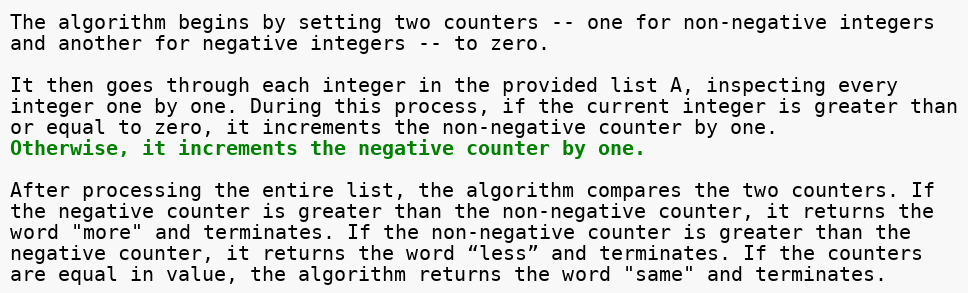 The algorithm begins by setting two counters -- one for non-negative integers
and another for negative integers -- to zero.
It then goes through each integer in the provided list A, inspecting every
integer one by one. During this process, if the current integer is greater than
or equal to zero, it increments the non-negative counter by one.
Otherwise, it increments the negative counter by one.
After processing the entire list, the algorithm compares the two counters. If
the negative counter is greater than the non-negative counter, it returns the
word "more" and terminates. If the non-negative counter is greater than the
negative counter, it returns the word “less” and terminates. If the counters
are equal in value, the algorithm returns the word "same" and terminates.